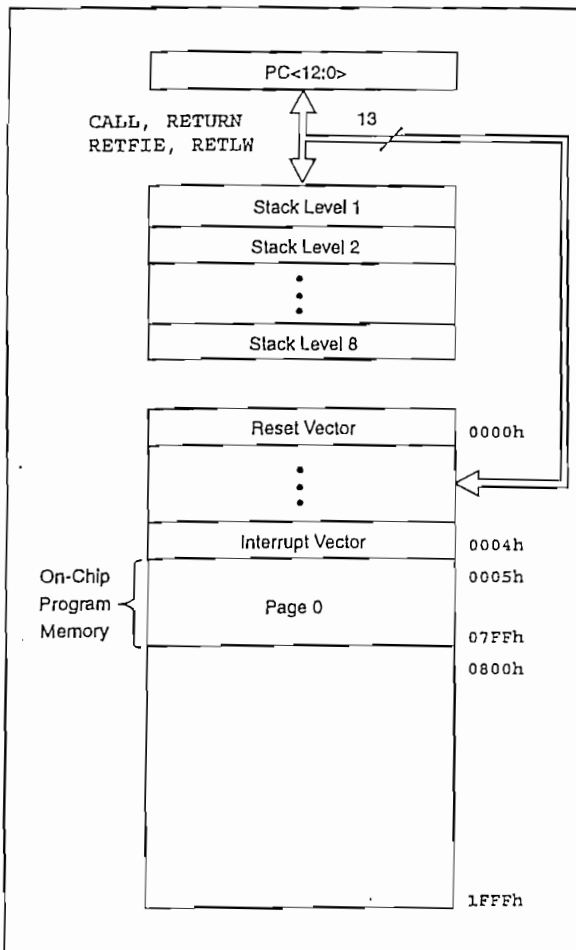 PC<12:0>
CALL, RETURN
RETFIE, RETLW
13
Stack Level 1
Stack Level 2
Stack Level 8
Reset Vector
0000h
Interrupt Vector
0004h
On-Chip
Program
Memory
0005h
Page 0
07FFh
0800h
1FFFh